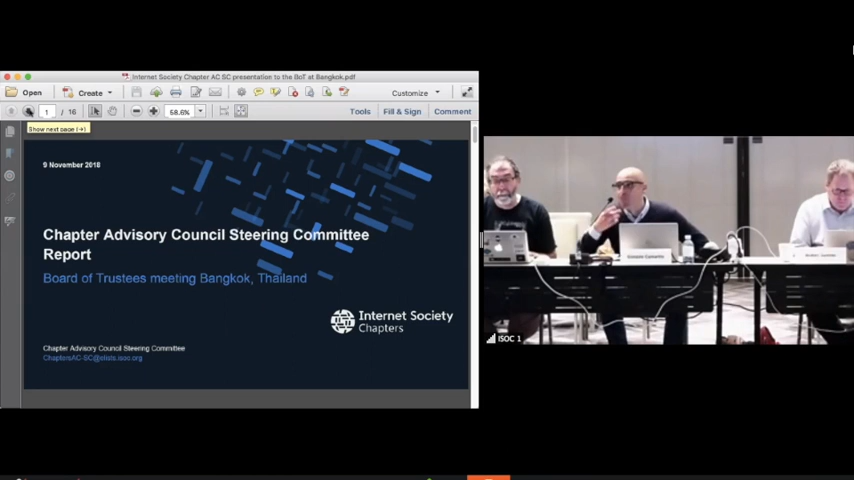 Internet Society Chapter AC SC presentation to the BoT at Bangkok.pdf
Open
Create
Customize
1 / 16
58.6%
Tools
Fill & Sign
Comment
Show next page (→)
9 November 2018
Chapter Advisory Council Steering Committee
Report
Board of Trustees meeting Bangkok, Thailand
Internet Society
Chapters
Chapter Advisory Council Steering Committee
ChaptersAC-SC@elists.isoc.org
ISOC 1